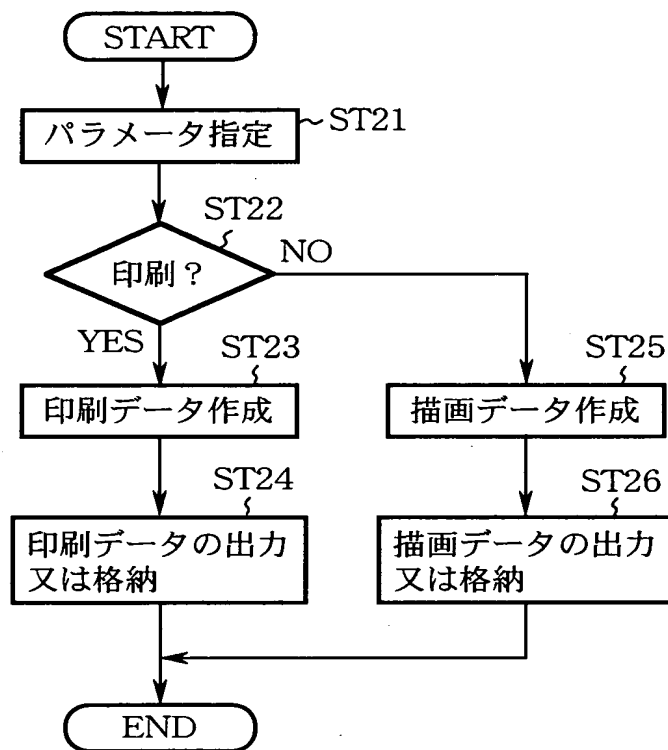 START
パラメータ指定
ST21
ST22
印刷？
NO
YES
ST23
印刷データ作成
ST25
描画データ作成
ST24
印刷データの出力
又は格納
ST26
描画データの出力
又は格納
END